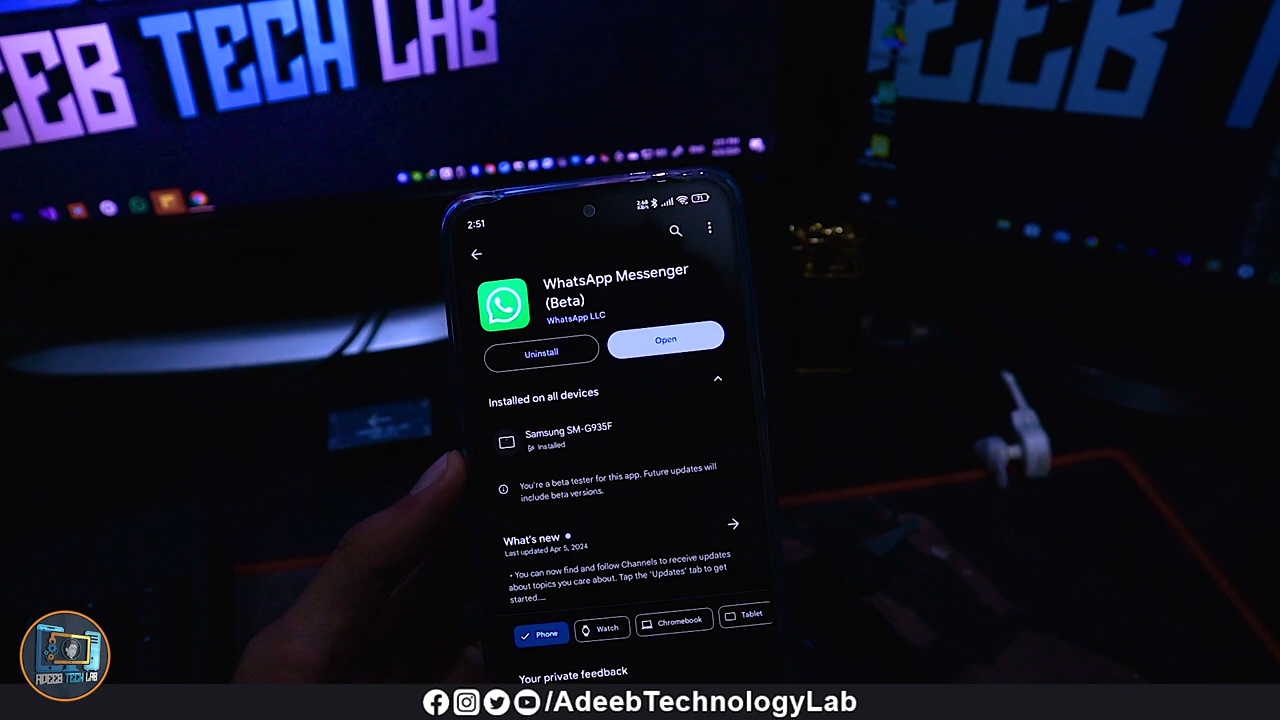 EEB TECH LAB
EEB T
2:51
71
WhatsApp Messenger
(Beta)
WhatsApp LLC
Uninstall
Open
Installed on all devices
Samsung SM-G935F
Installed
You're a beta tester for this app. Future updates will
include beta versions.
What's new
Last updated Apr 5, 2024
• You can now find and follow Channels to receive updates
about topics you care about. Tap the 'Updates' tab to get
started....
Phone
Watch
Chromebook
Tablet
Your private feedback
ADEEB TECH LAB
/AdeebTechnologyLab